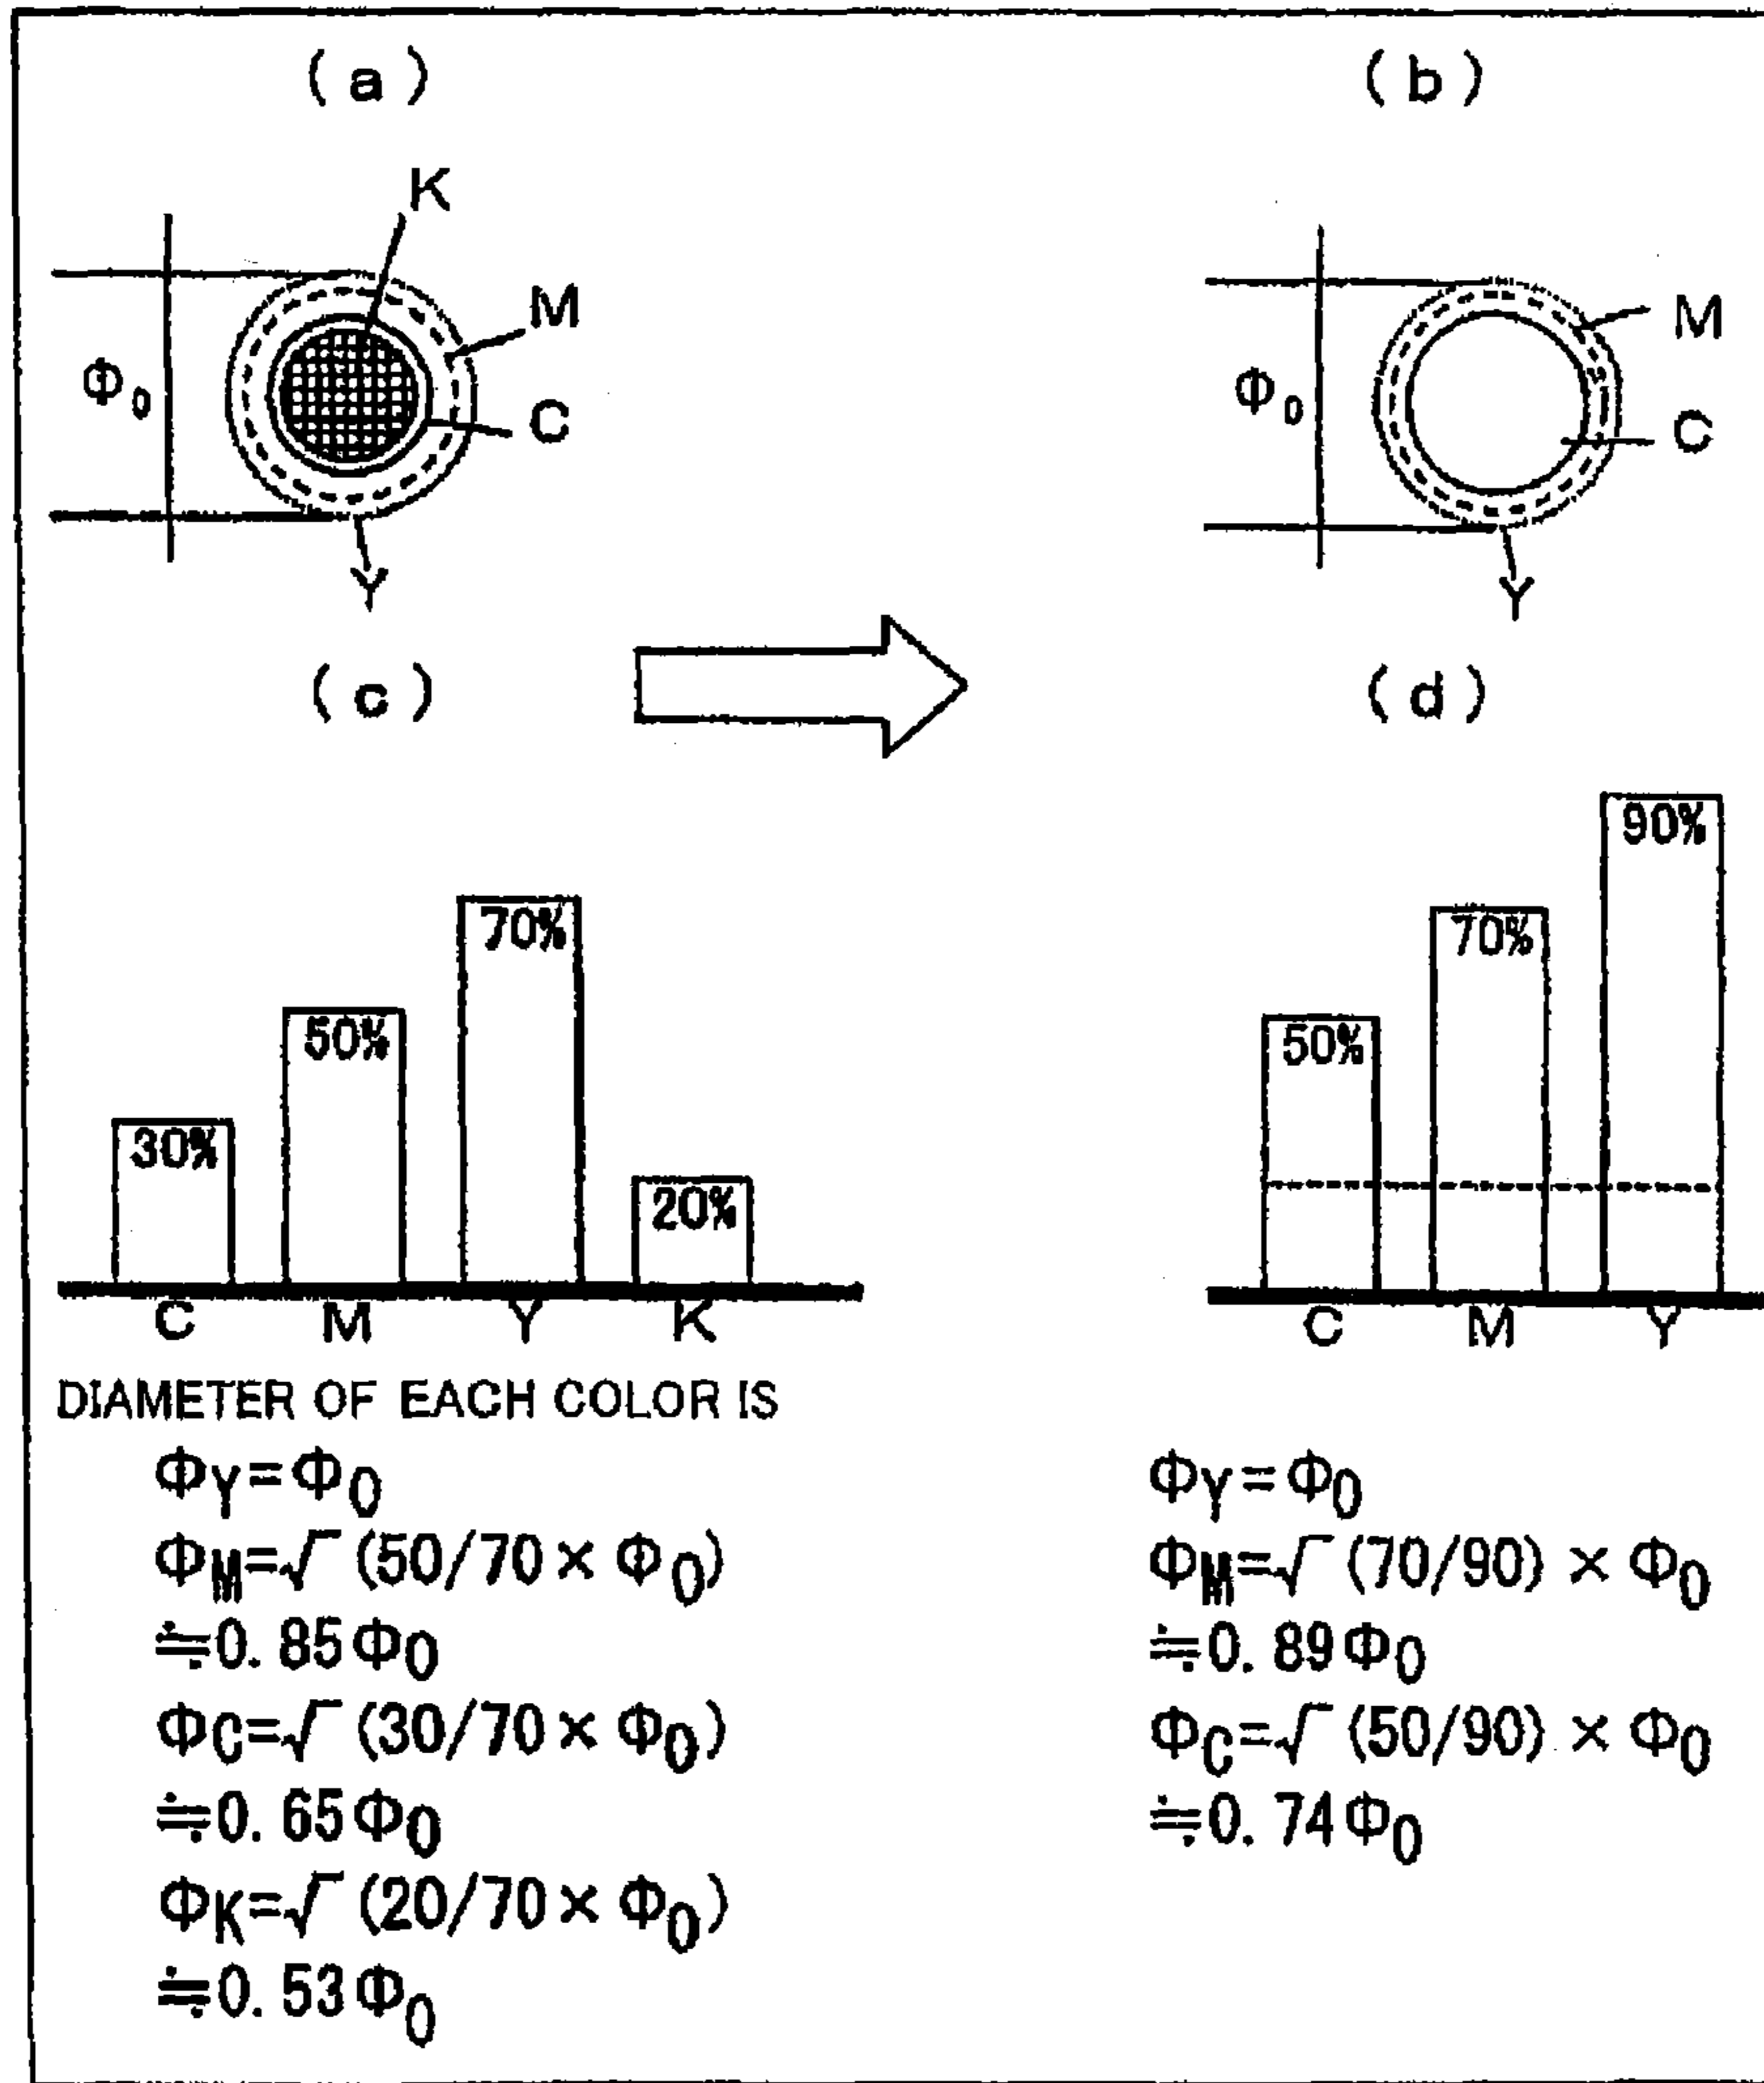 (a)
(b)
K
M
C
Φ0
Y
M
C
Φ0
Y
(c)
(d)
30%
50%
70%
20%
C M Y K
50%
70%
90%
C M Y
DIAMETER OF EACH COLOR IS
ΦY=Φ0
ΦM=√(50/70×Φ0)
≒0.85Φ0
ΦC=√(30/70×Φ0)
≒0.65Φ0
ΦK=√(20/70×Φ0)
≒0.53Φ0
ΦY=Φ0
ΦM=√(70/90)×Φ0
≒0.89Φ0
ΦC=√(50/90)×Φ0
≒0.74Φ0